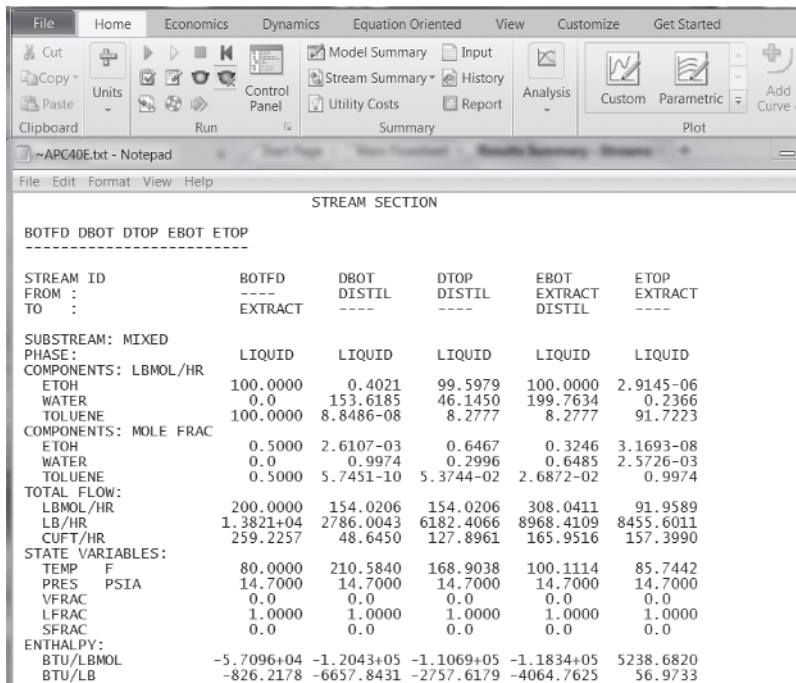 File Home Economics Dynamics Equation Oriented View Customize Get Started
Cut
Copy
Paste
Clipboard
Units
Run
Control Panel
Model Summary Input
Stream Summary History
Utility Costs Report
Summary
Analysis
Custom Parametric
Add Curve
Plot
~APC40E.txt - Notepad
Start Page Main Flowsheet Results Summary - Streams
File Edit Format View Help
STREAM SECTION
BOTFD DBOT DTOP EBOT ETOP
-------------------------
STREAM ID BOTFD DBOT DTOP EBOT ETOP
FROM : ---- DISTIL DISTIL EXTRACT EXTRACT
TO : EXTRACT ---- ---- DISTIL ----
SUBSTREAM: MIXED
PHASE: LIQUID LIQUID LIQUID LIQUID LIQUID
COMPONENTS: LBMOL/HR
ETOH 100.0000 0.4021 99.5979 100.0000 2.9145-06
WATER 0.0 153.6185 46.1450 199.7634 0.2366
TOLUENE 100.0000 8.8486-08 8.2777 8.2777 91.7223
COMPONENTS: MOLE FRAC
ETOH 0.5000 2.6107-03 0.6467 0.3246 3.1693-08
WATER 0.0 0.9974 0.2996 0.6485 2.5726-03
TOLUENE 0.5000 5.7451-10 5.3744-02 2.6872-02 0.9974
TOTAL FLOW:
LBMOL/HR 200.0000 154.0206 154.0206 308.0411 91.9589
LB/HR 1.3821+04 2786.0043 6182.4066 8968.4109 8455.6011
CUFT/HR 259.2257 48.6450 127.8961 165.9516 157.3990
STATE VARIABLES:
TEMP F 80.0000 210.5840 168.9038 100.1114 85.7442
PRES PSIA 14.7000 14.7000 14.7000 14.7000 14.7000
VFRAC 0.0 0.0 0.0 0.0 0.0
LFRAC 1.0000 1.0000 1.0000 1.0000 1.0000
SFRAC 0.0 0.0 0.0 0.0 0.0
ENTHALPY:
BTU/LBMOL -5.7096+04 -1.2043+05 -1.1069+05 -1.1834+05 5238.6820
BTU/LB -826.2178 -6657.8431 -2757.6179 -4064.7625 56.9733